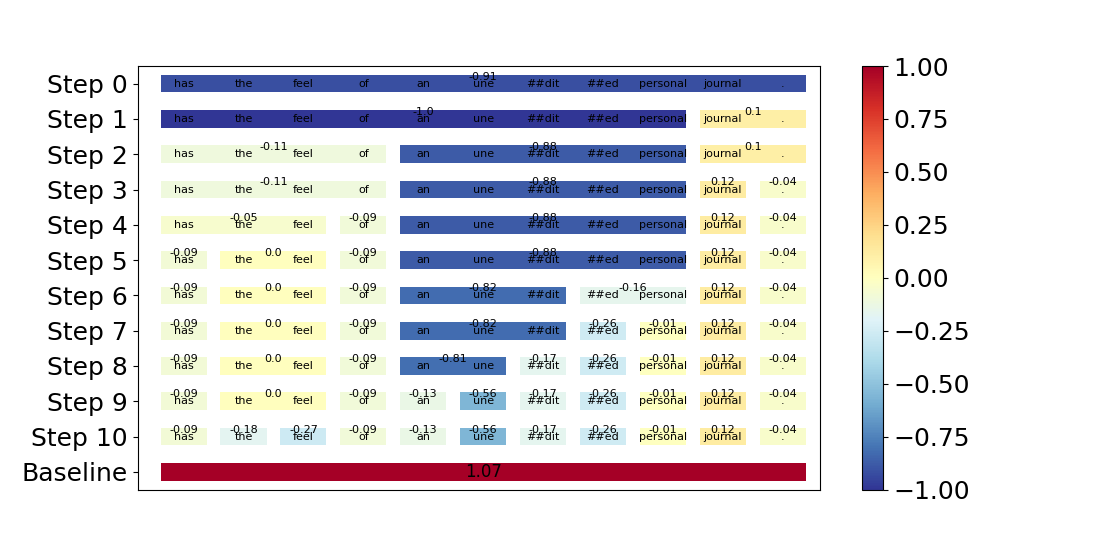 -0.91
Step 0 has the feel of an une ##dit ##ed personal journal .
-1.0 0.1
Step 1 has the feel of an une ##dit ##ed personal journal .
-0.11 -0.88 0.1
Step 2 has the feel of an une ##dit ##ed personal journal .
-0.11 -0.88 0.12 -0.04
Step 3 has the feel of an une ##dit ##ed personal journal .
-0.05 -0.09 -0.88 0.12 -0.04
Step 4 has the feel of an une ##dit ##ed personal journal .
-0.09 0.0 -0.09 -0.88 0.12 -0.04
Step 5 has the feel of an une ##dit ##ed personal journal .
-0.09 0.0 -0.09 -0.82 -0.16 0.12 -0.04
Step 6 has the feel of an une ##dit ##ed personal journal .
-0.09 0.0 -0.09 -0.82 -0.26 -0.01 0.12 -0.04
Step 7 has the feel of an une ##dit ##ed personal journal .
-0.09 0.0 -0.09 -0.81 -0.17 -0.26 -0.01 0.12 -0.04
Step 8 has the feel of an une ##dit ##ed personal journal .
-0.09 0.0 -0.09 -0.13 -0.56 -0.17 -0.26 -0.01 0.12 -0.04
Step 9 has the feel of an une ##dit ##ed personal journal .
-0.09 -0.18 -0.27 -0.09 -0.13 -0.56 -0.17 -0.26 -0.01 0.12 -0.04
Step 10 has the feel of an une ##dit ##ed personal journal .
Baseline 1.07
1.00
0.75
0.50
0.25
0.00
−0.25
−0.50
−0.75
−1.00